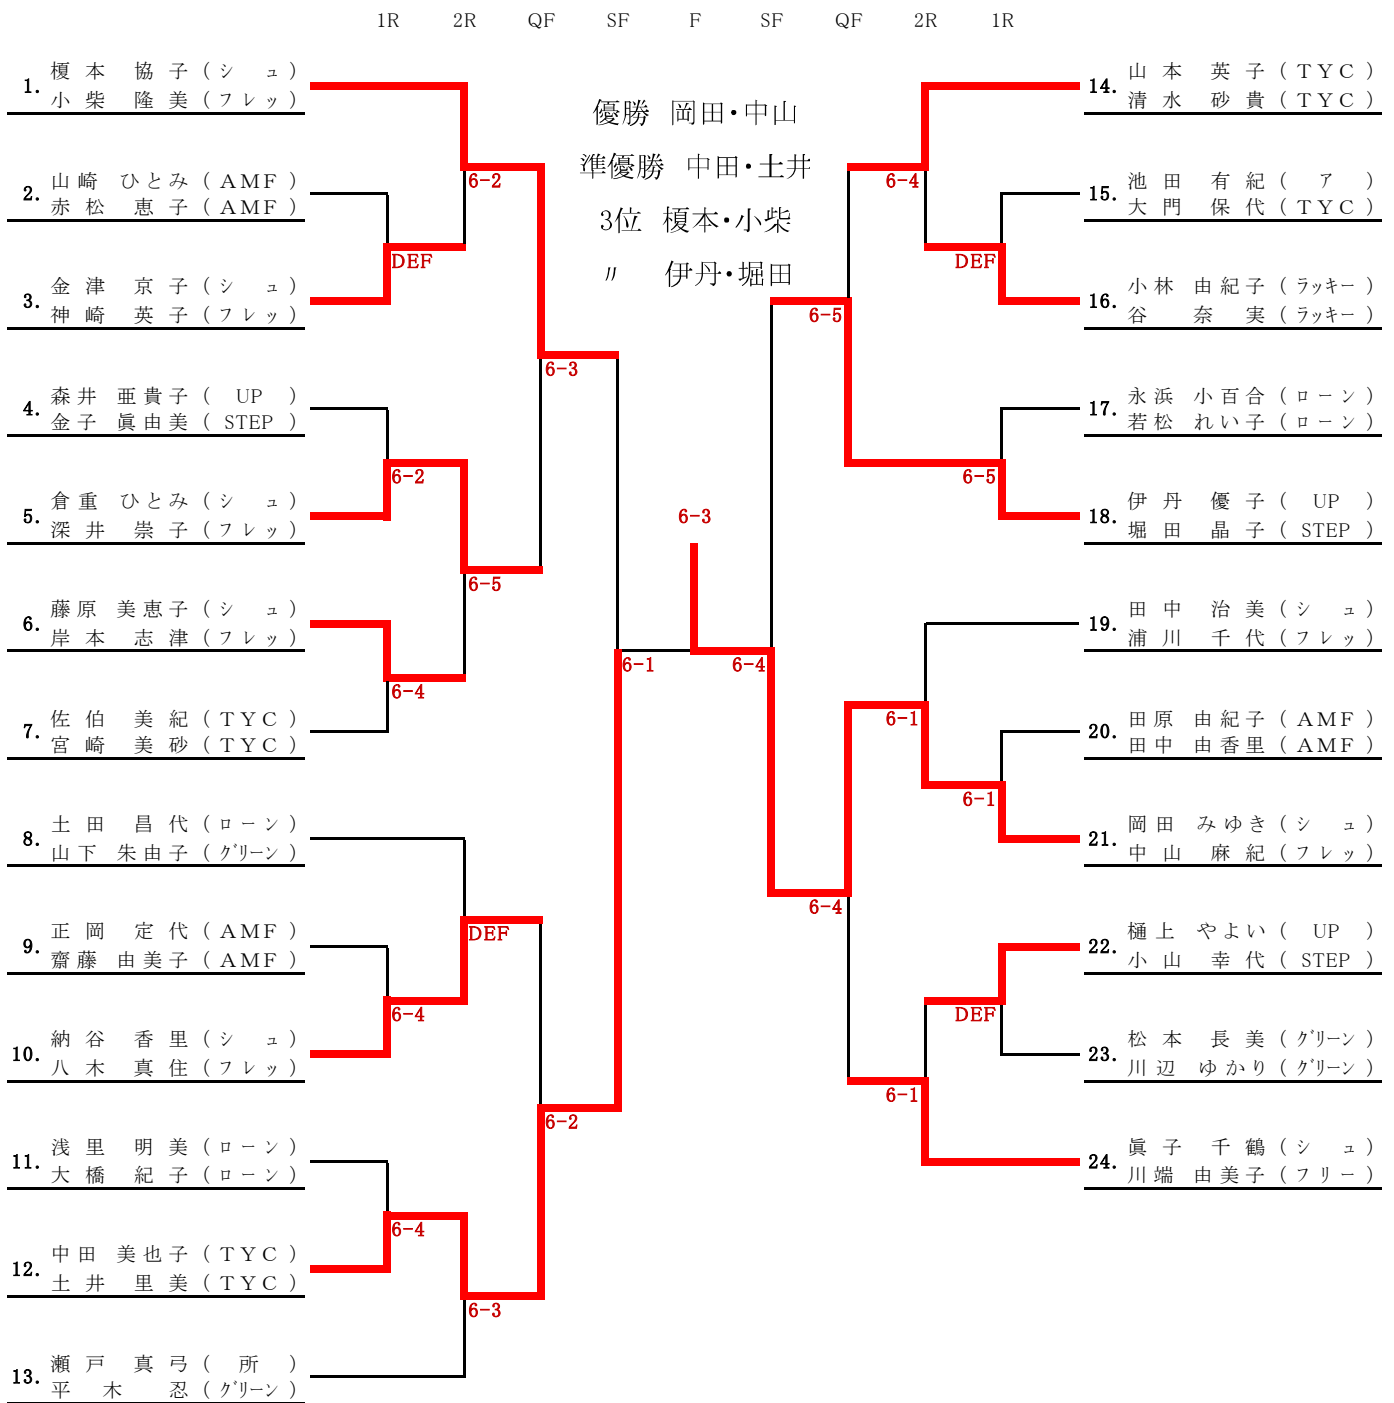 1R 2R QF SF F SF QF 2R 1R
優勝 岡田・中山
準優勝 中田・土井
3位 榎本・小柴
〃 伊丹・堀田
1. 榎本 協子(シュ)
小柴 隆美(フレッ)
2. 山崎 ひとみ(AMF)
赤松 恵子(AMF)
3. 金津 京子(シュ)
神崎 英子(フレッ)
4. 森井 亜貴子(UP)
金子 眞由美(STEP)
5. 倉重 ひとみ(シュ)
深井 崇子(フレッ)
6. 藤原 美恵子(シュ)
岸本 志津(フレッ)
7. 佐伯 美紀(TYC)
宮崎 美砂(TYC)
8. 土田 昌代(ローン)
山下 朱由子(グリーン)
9. 正岡 定代(AMF)
齋藤 由美子(AMF)
10. 納谷 香里(シュ)
八木 真住(フレッ)
11. 浅里 明美(ローン)
大橋 紀子(ローン)
12. 中田 美也子(TYC)
土井 里美(TYC)
13. 瀬戸 真弓(所)
平木 忍(グリーン)
DEF
6-2
6-4
6-4
6-4
6-2
6-5
DEF
6-3
6-3
6-2
6-1
6-3
6-4
6-5
6-4
6-4
6-1
6-1
DEF
6-5
6-1
DEF
14. 山本 英子(TYC)
清水 砂貴(TYC)
15. 池田 有紀(ア)
大門 保代(TYC)
16. 小林 由紀子(ラッキー)
谷 奈実(ラッキー)
17. 永浜 小百合(ローン)
若松 れい子(ローン)
18. 伊丹 優子(UP)
堀田 晶子(STEP)
19. 田中 治美(シュ)
浦川 千代(フレッ)
20. 田原 由紀子(AMF)
田中 由香里(AMF)
21. 岡田 みゆき(シュ)
中山 麻紀(フレッ)
22. 樋上 やよい(UP)
小山 幸代(STEP)
23. 松本 長美(グリーン)
川辺 ゆかり(グリーン)
24. 眞子 千鶴(シュ)
川端 由美子(フリー)